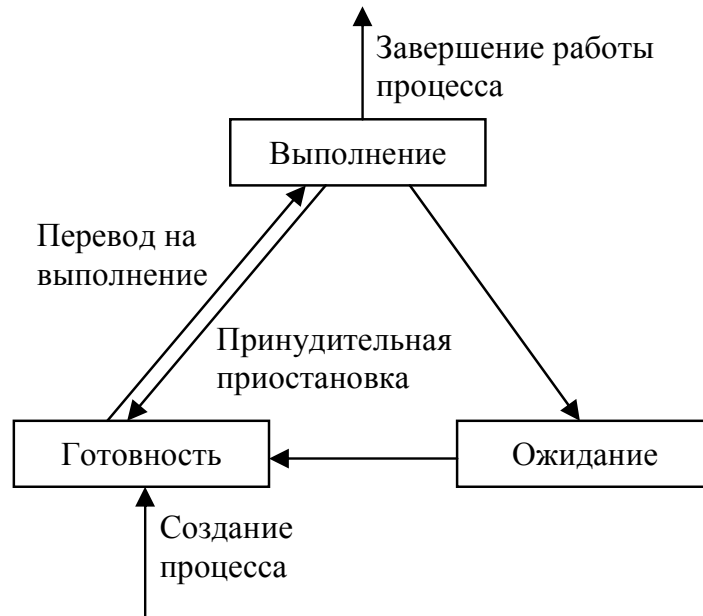 Завершение работы
процесса
Выполнение
Перевод на
выполнение
Принудительная
приостановка
Готовность
Ожидание
Создание
процесса